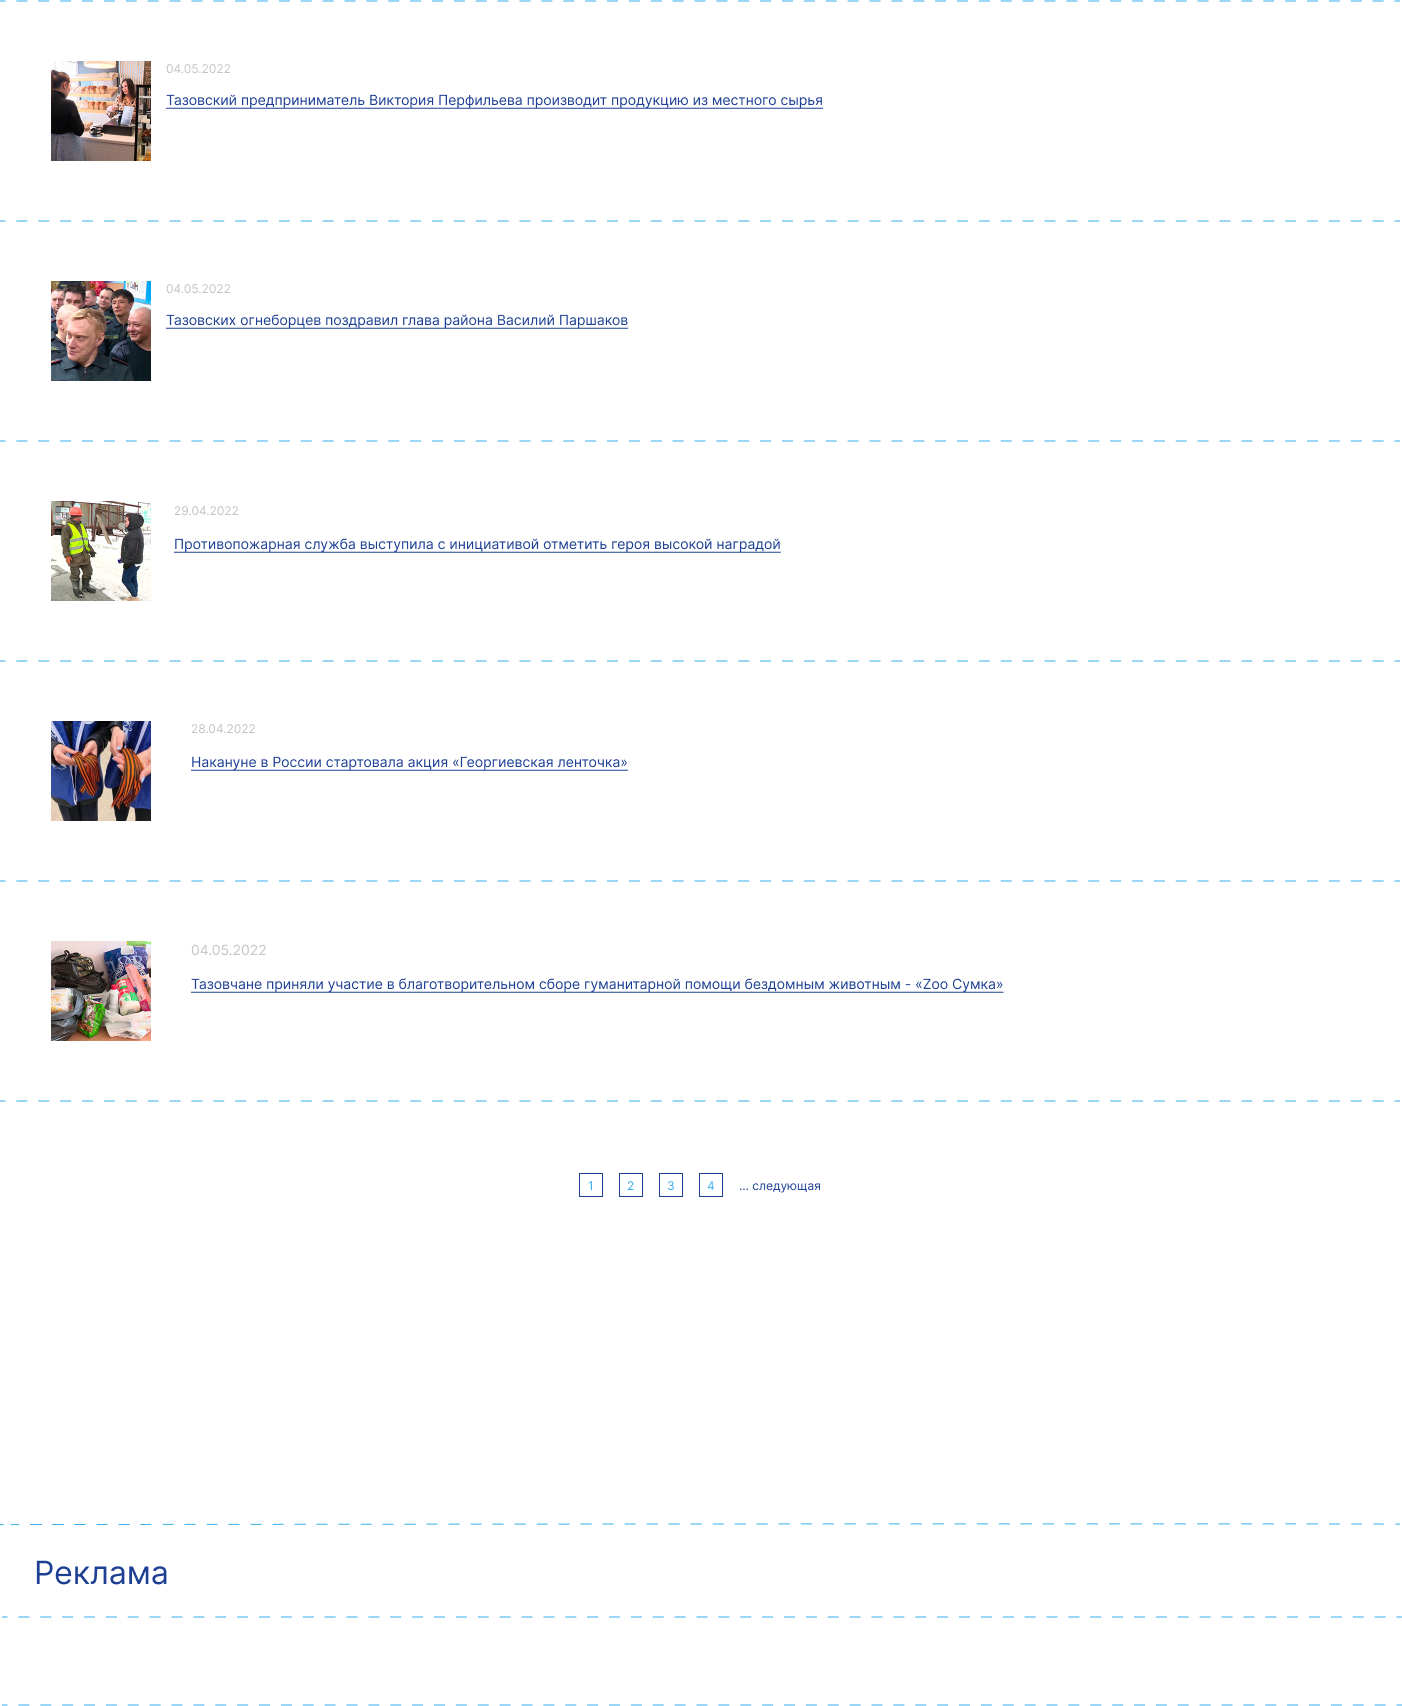 04.05.2022
Тазовский предприниматель Виктория Перфильева производит продукцию из местного сырья
04.05.2022
Тазовских огнеборцев поздравил глава района Василий Паршаков
29.04.2022
Противопожарная служба выступила с инициативой отметить героя высокой наградой
28.04.2022
Накануне в России стартовала акция «Георгиевская ленточка»
04.05.2022
Тазовчане приняли участие в благотворительном сборе гуманитарной помощи бездомным животным - «Zoo Сумка»
1 2 3 4 ... следующая
Реклама